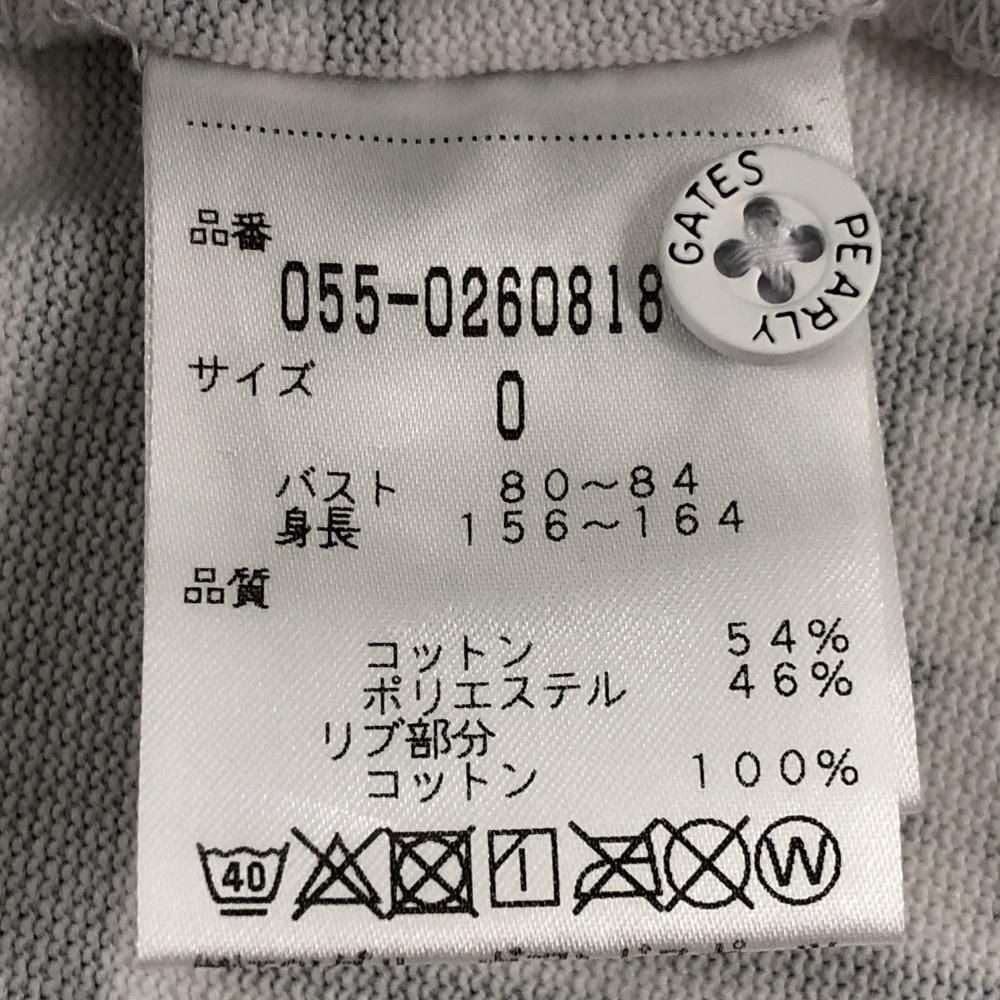 品番
055-0260818
GATES
PEARLY
サイズ
0
バスト 80～84
身長 156～164
品質
コットン 54%
ポリエステル 46%
リブ部分
コットン 100%
40
W